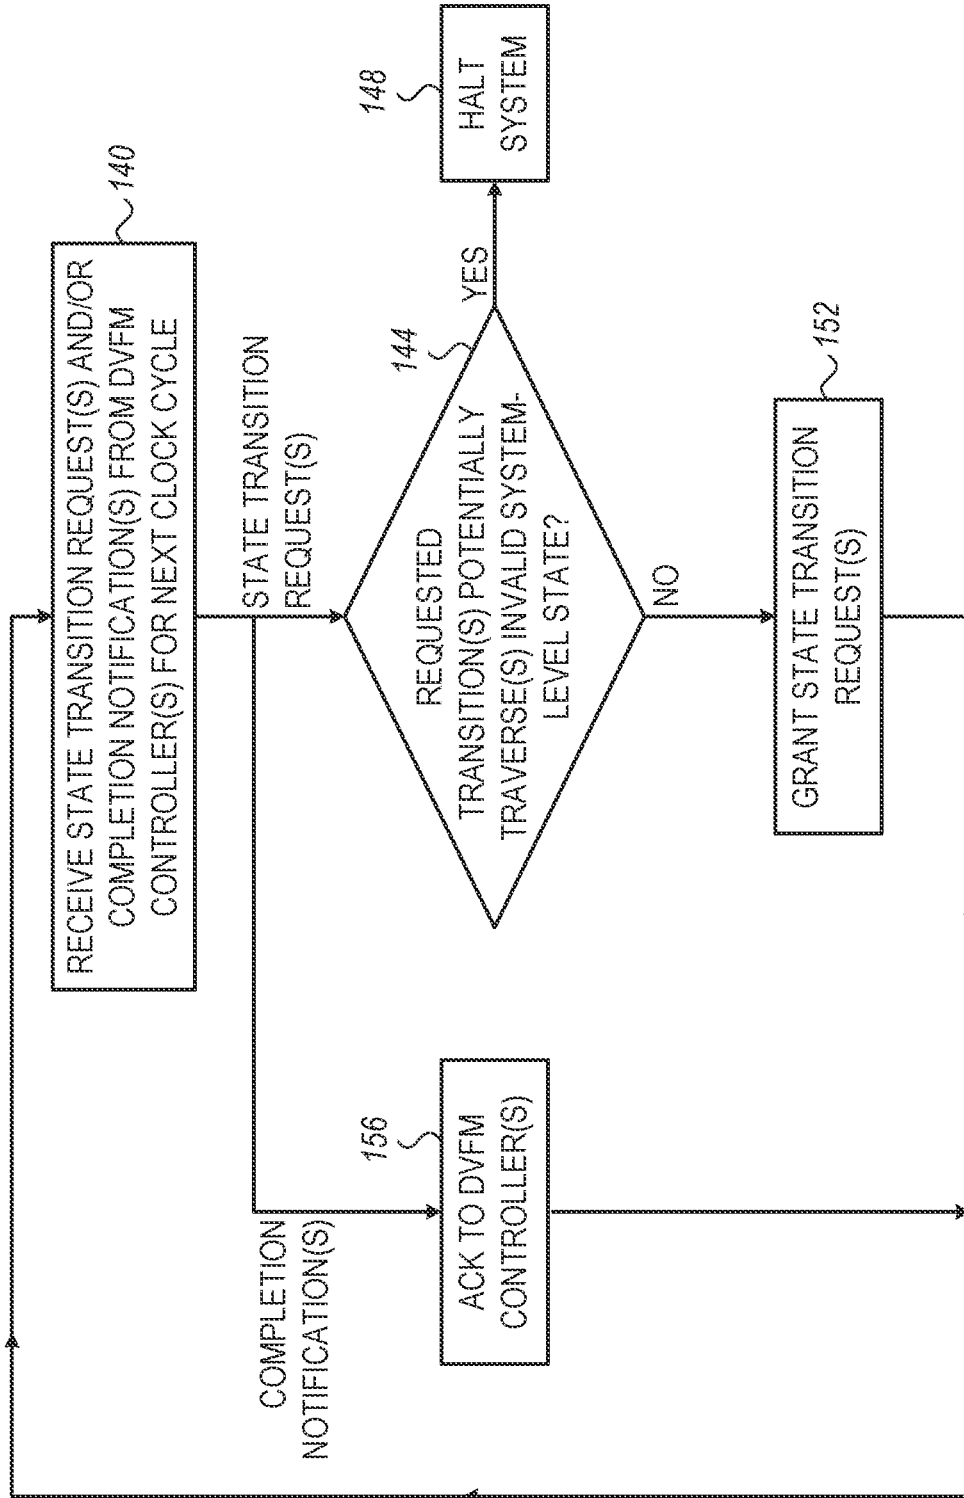 140
RECEIVE STATE TRANSITION REQUEST(S) AND/OR
COMPLETION NOTIFICATION(S) FROM DVFM
CONTROLLER(S) FOR NEXT CLOCK CYCLE
STATE TRANSITION
REQUEST(S)
COMPLETION
NOTIFICATION(S)
144
REQUESTED
TRANSITION(S) POTENTIALLY
TRAVERSE(S) INVALID SYSTEM-
LEVEL STATE?
YES
148
HALT
SYSTEM
156
ACK TO DVFM
CONTROLLER(S)
NO
152
GRANT STATE TRANSITION
REQUEST(S)